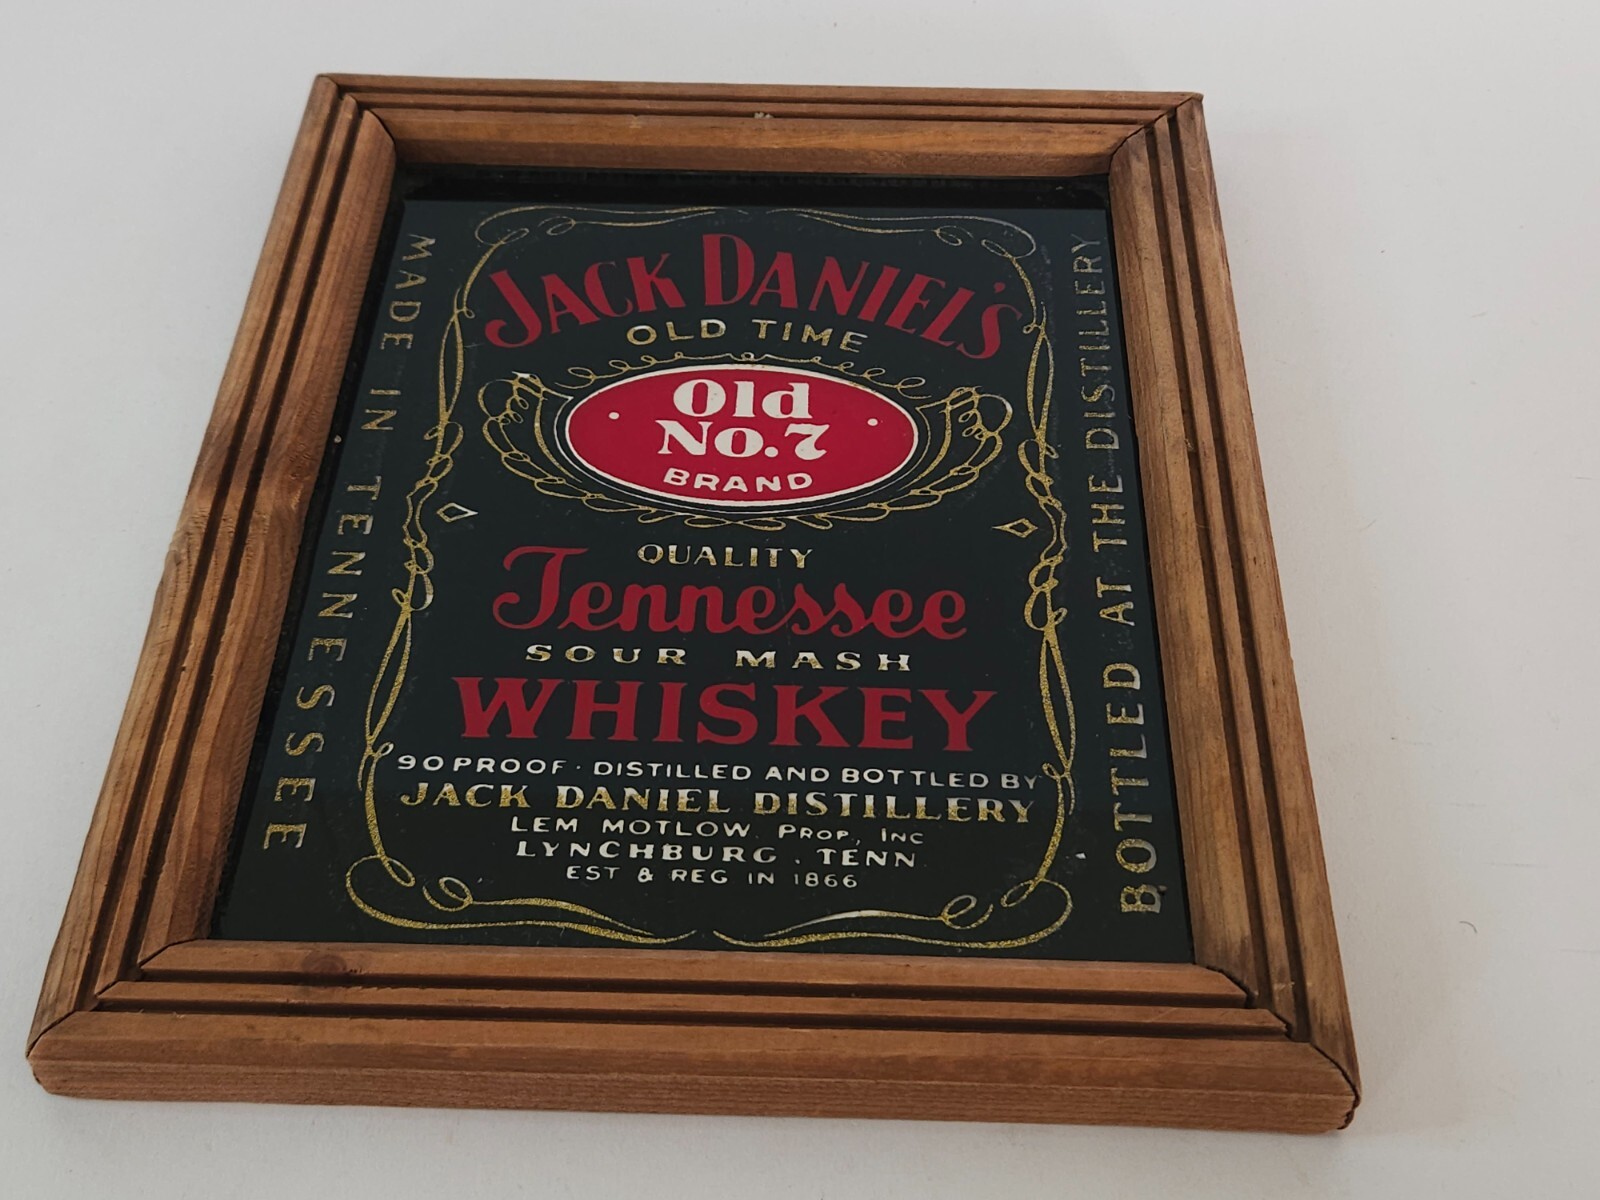 JACK DANIEL'S
OLD TIME
Old
No.7
BRAND
QUALITY
Tennessee
SOUR MASH
WHISKEY
90 PROOF · DISTILLED AND BOTTLED BY
JACK DANIEL DISTILLERY
LEM MOTLOW, PROP., INC
LYNCHBURG, TENN
EST & REG IN 1866
MADE IN TENNESSEE
BOTTLED AT THE DISTILLERY